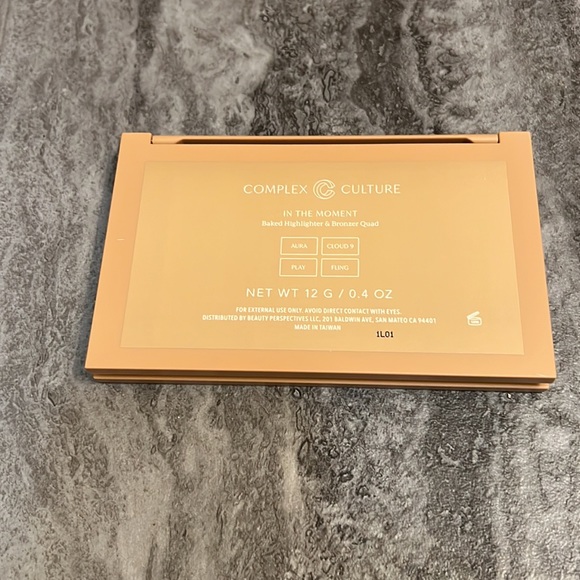 COMPLEX CULTURE
IN THE MOMENT
Baked Highlighter & Bronzer Quad
AURA CLOUD 9
PLAY FLING
NET WT 12 G / 0.4 OZ
FOR EXTERNAL USE ONLY. AVOID DIRECT CONTACT WITH EYES.
DISTRIBUTED BY BEAUTY PERSPECTIVES LLC, 201 BALDWIN AVE, SAN MATEO CA 94401
MADE IN TAIWAN
1L01